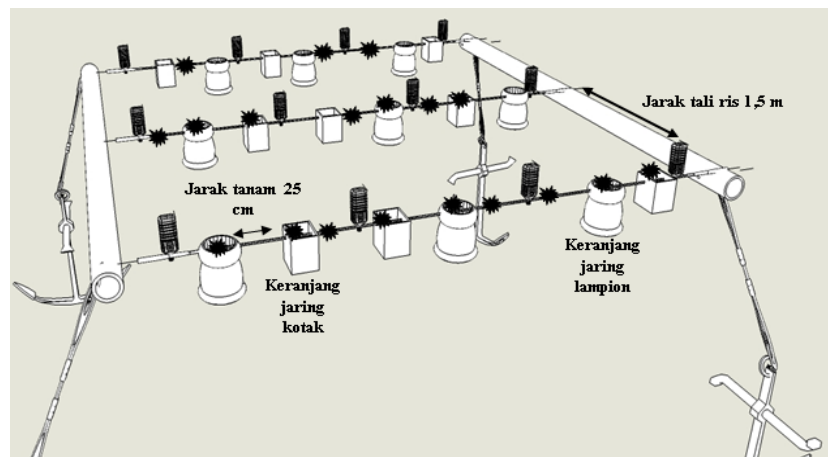 Jarak tali ris 1,5 m
Jarak tanam 25
cm
Keranjang
jaring
lampion
Keranjang
jaring
kotak